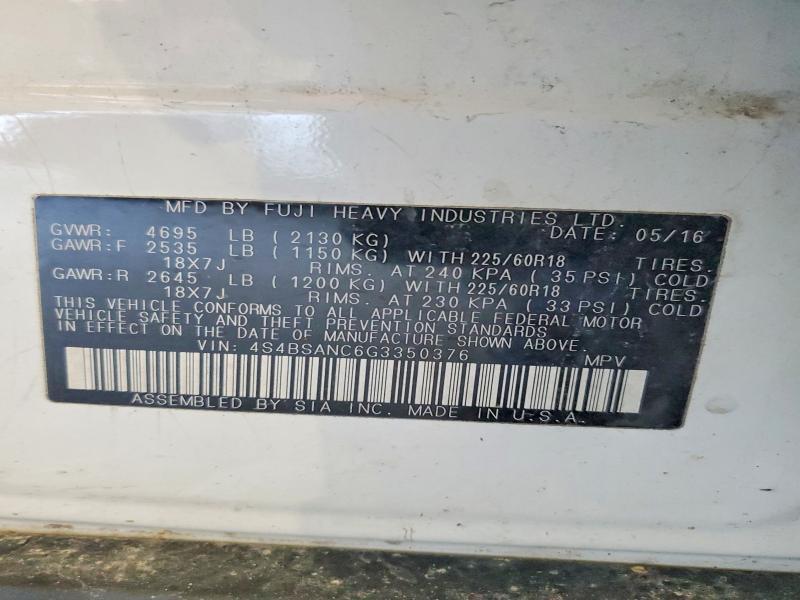 MFD BY FUJI HEAVY INDUSTRIES LTD.
GVWR: 4695 LB (2130 KG) DATE: 05/16
GAWR:F 2535 LB (1150 KG) WITH 225/60R18 TIRES.
18X7J RIMS. AT 240 KPA ( 35 PSI) COLD
GAWR:R 2645 LB (1200 KG) WITH 225/60R18 TIRES.
18X7J RIMS. AT 230 KPA ( 33 PSI) COLD
THIS VEHICLE CONFORMS TO ALL APPLICABLE FEDERAL MOTOR
VEHICLE SAFETY AND THEFT PREVENTION STANDARDS
IN EFFECT ON THE DATE OF MANUFACTURE SHOWN ABOVE.
VIN: 4S4BSANC6G3350376 MPV
ASSEMBLED BY SIA INC. MADE IN U.S.A.